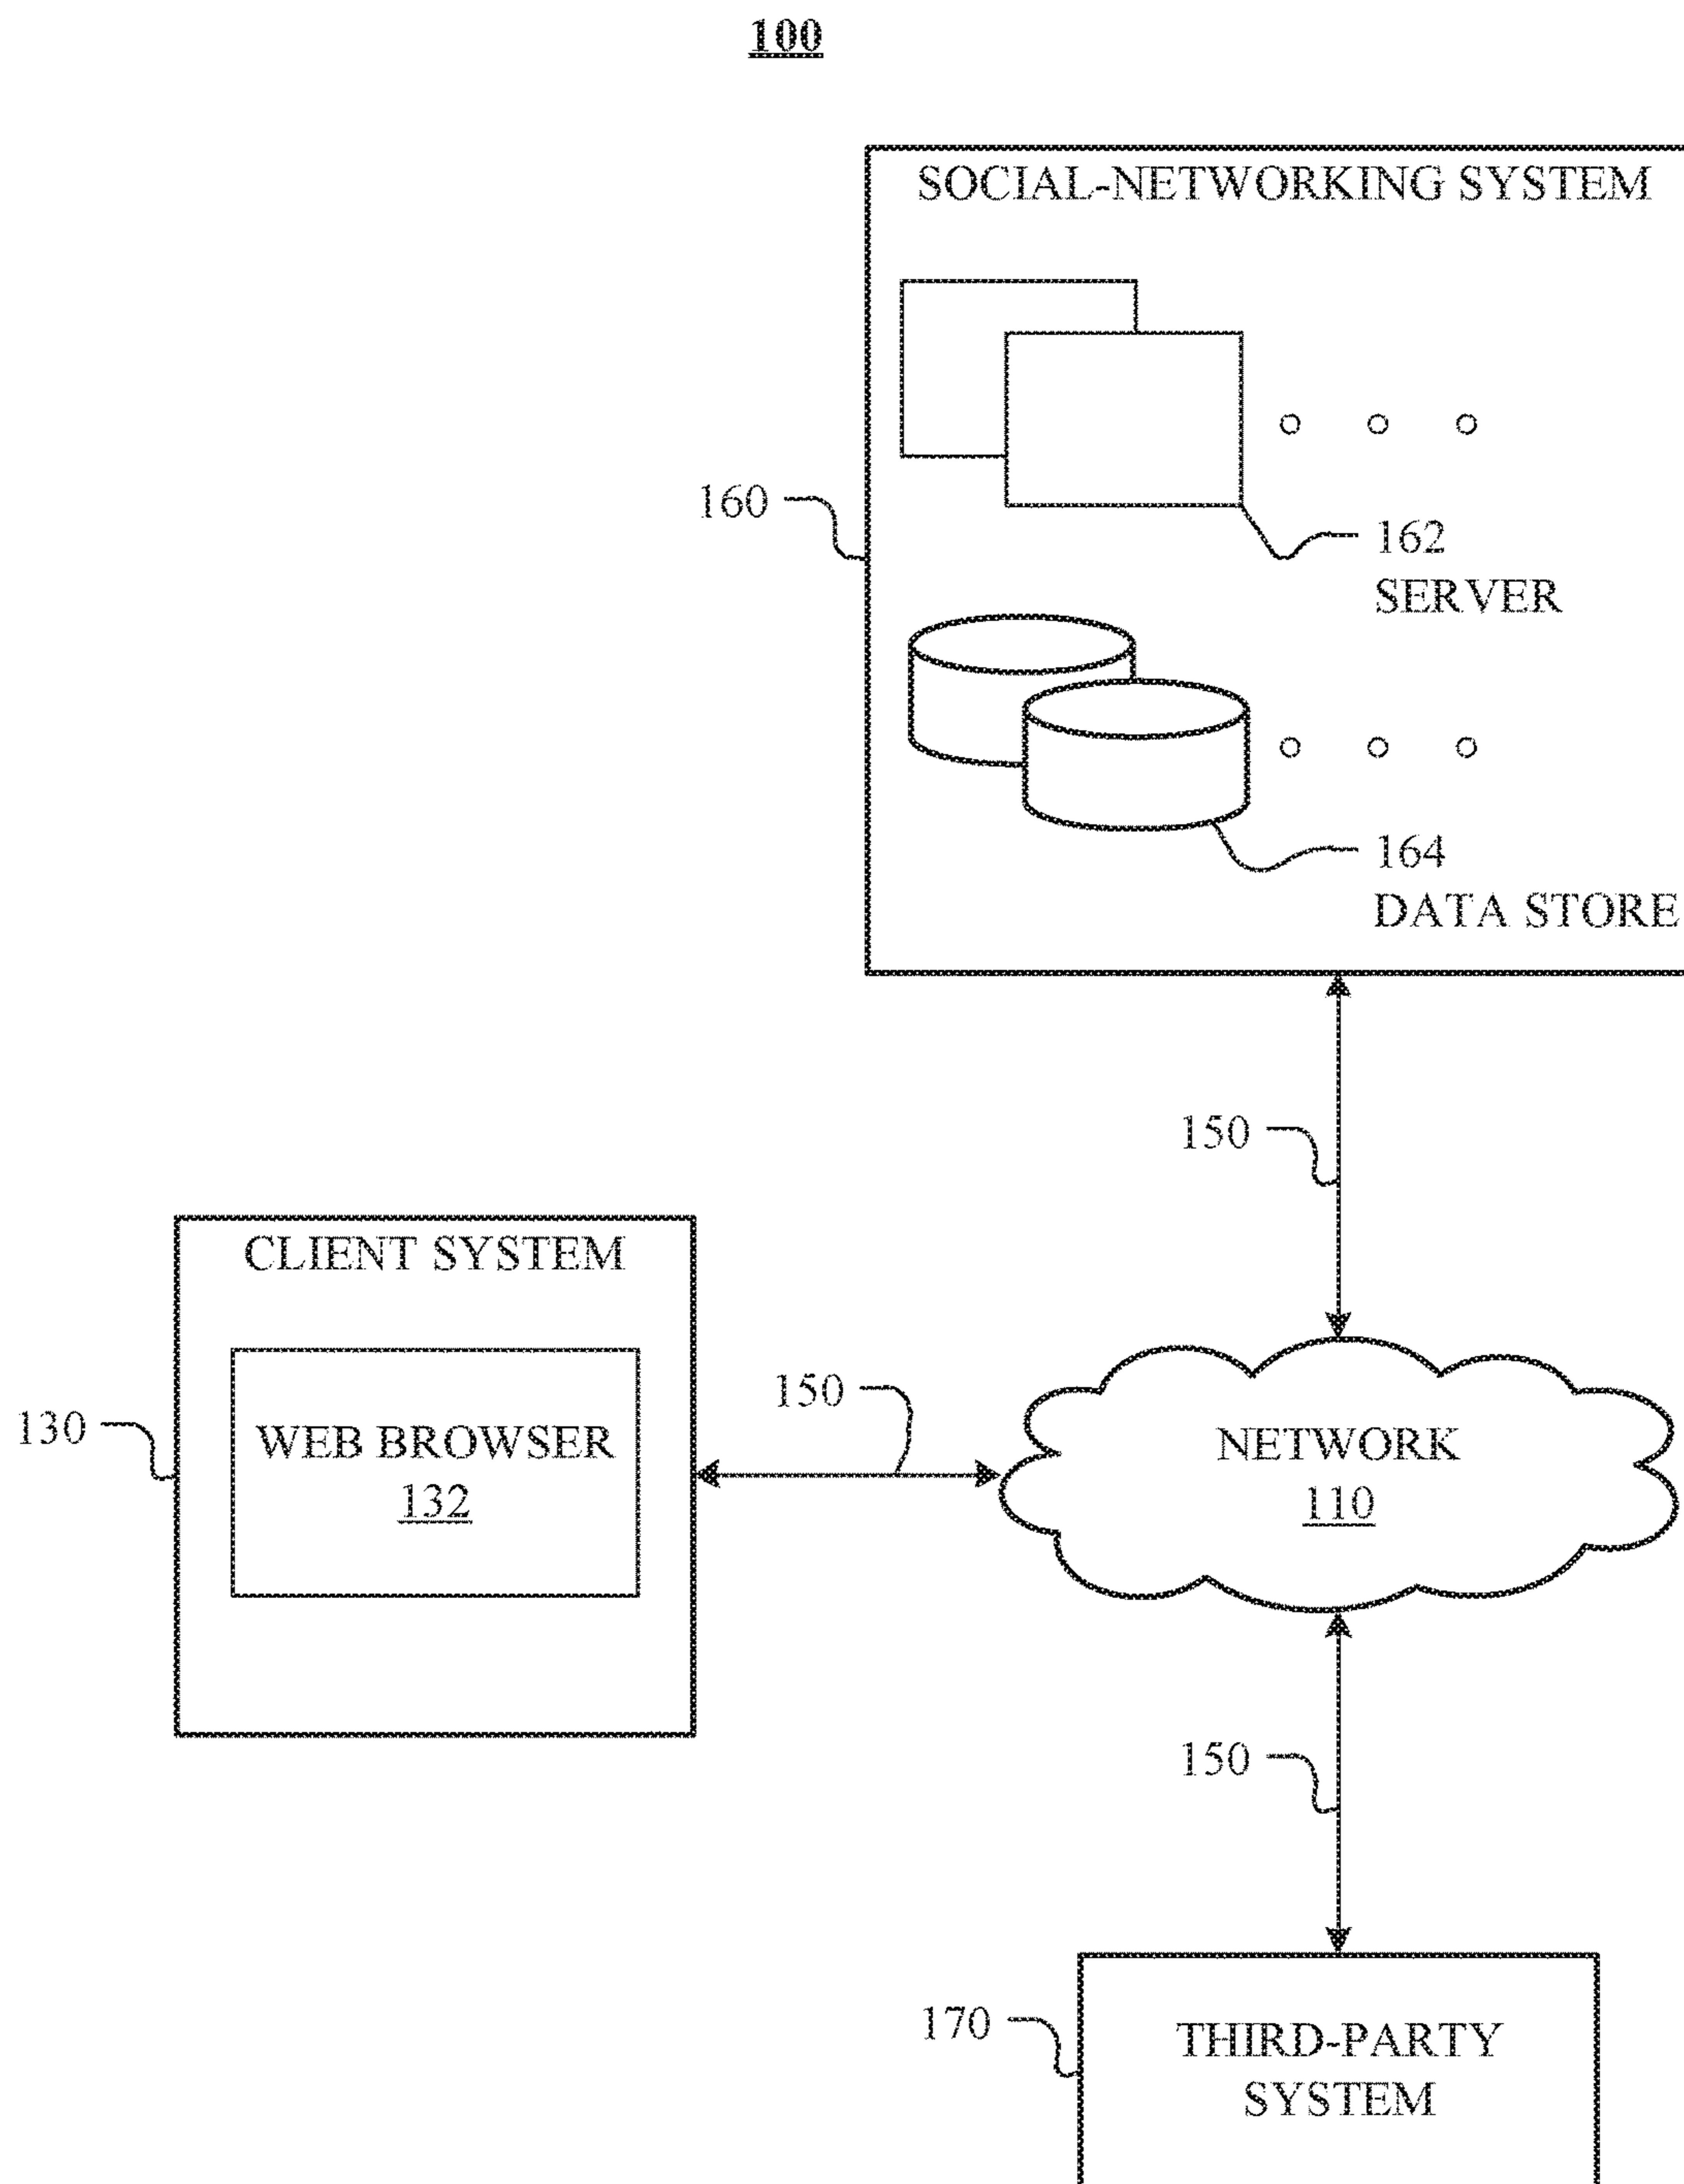 100
SOCIAL-NETWORKING SYSTEM
160
162
SERVER
164
DATA STORE
150
CLIENT SYSTEM
130
WEB BROWSER
132
150
NETWORK
110
150
170
THIRD-PARTY
SYSTEM